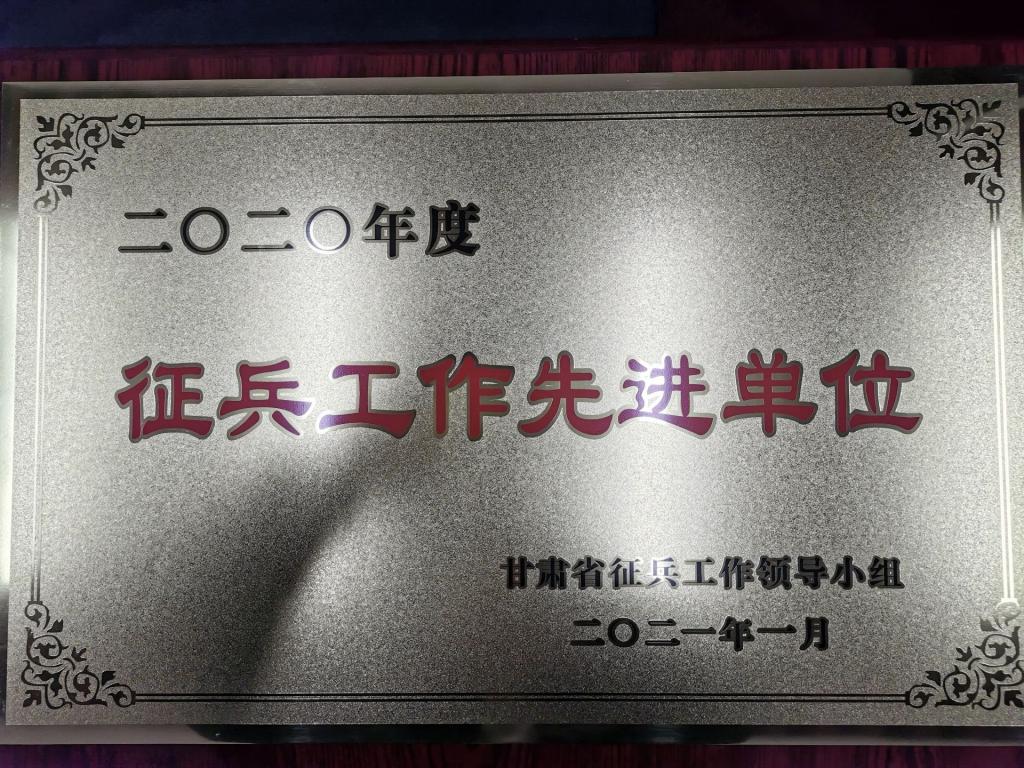 二〇二〇年度
征兵工作先进单位
甘肃省征兵工作领导小组
二〇二一年一月